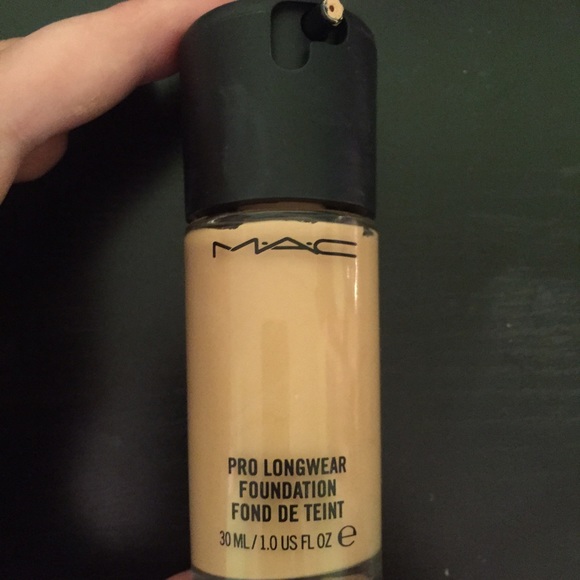 M·A·C
PRO LONGWEAR
FOUNDATION
FOND DE TEINT
30 ML / 1.0 US FL OZ ℮